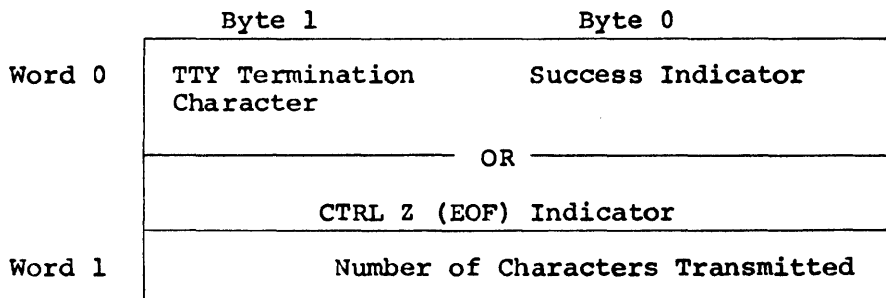 Byte 1 Byte 0
Word 0 TTY Termination Success Indicator
Character
OR
CTRL Z (EOF) Indicator
Word 1 Number of Characters Transmitted